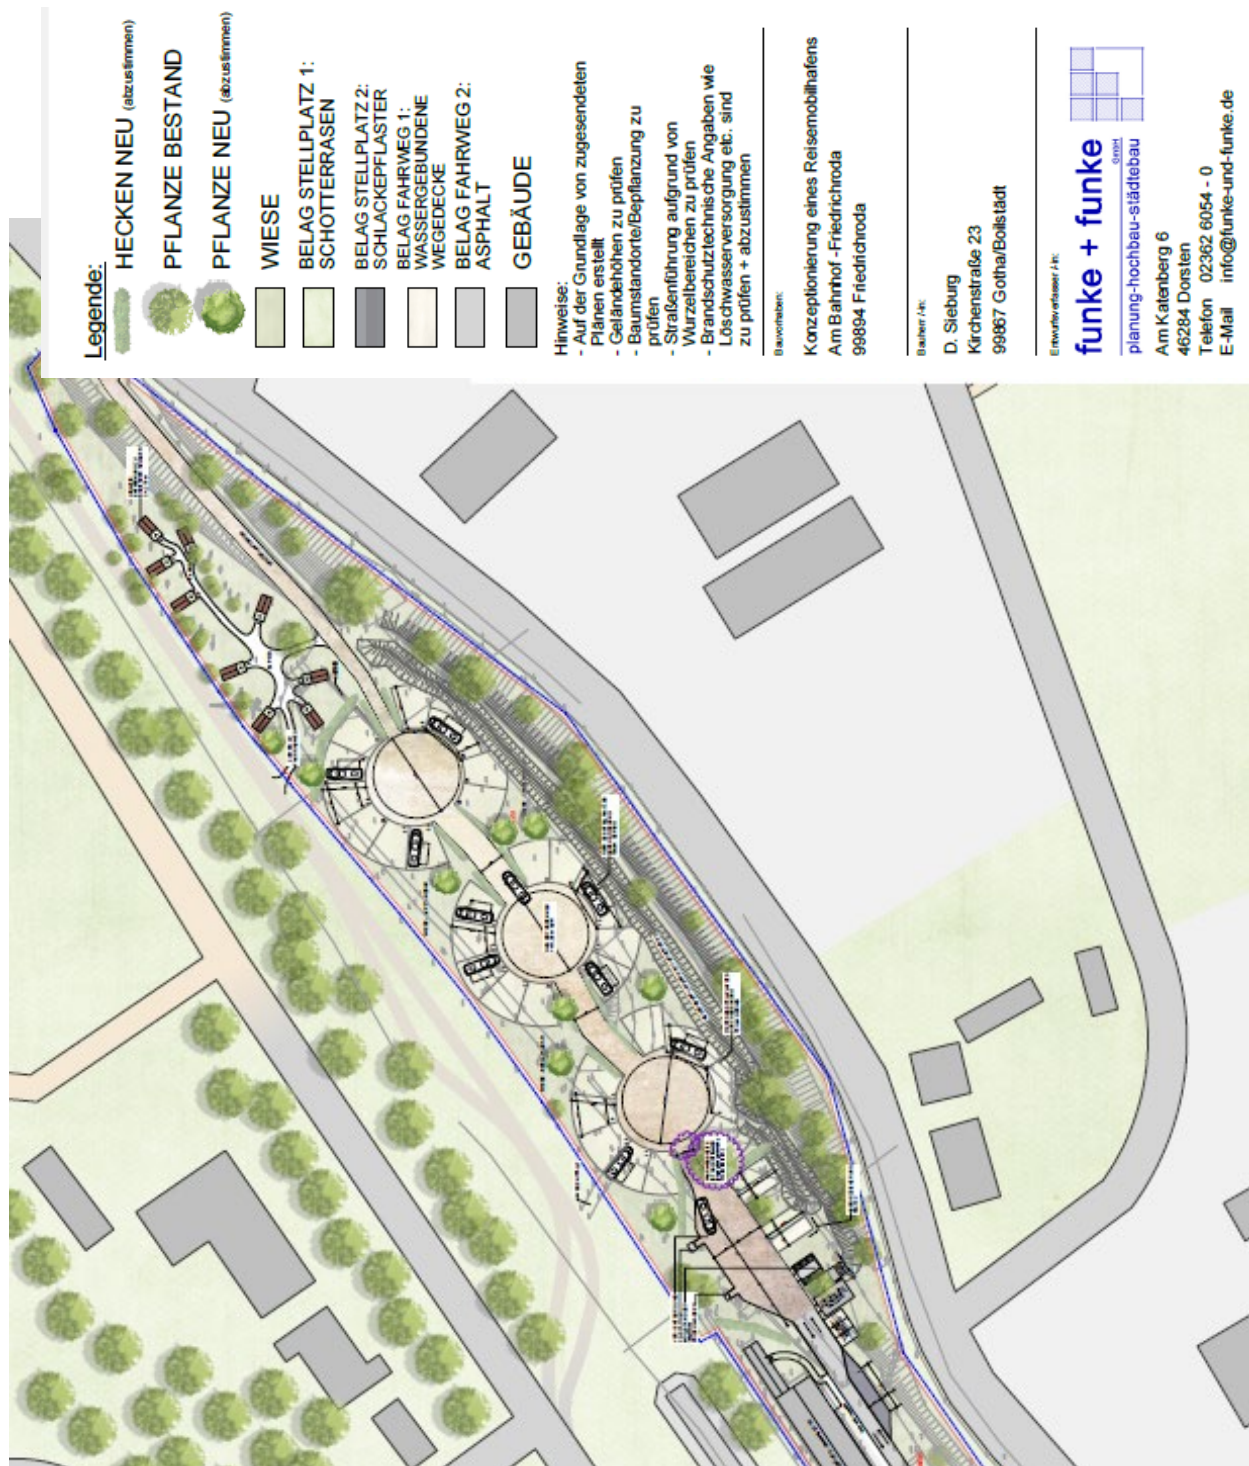 Legende:
HECKEN NEU (abzustimmen)
PFLANZE BESTAND
PFLANZE NEU (abzustimmen)
WIESE
BELAG STELLPLATZ 1:
SCHOTTERRASEN
BELAG STELLPLATZ 2:
SCHLACKEPFLASTER
BELAG FAHRWEG 1:
WASSERGEBUNDENE
WEGEDECKE
BELAG FAHRWEG 2:
ASPHALT
GEBÄUDE
Hinweise:
- Auf der Grundlage von zugesendeten
Plänen erstellt
- Geländehöhen zu prüfen
- Baumstandorte/Bepflanzung zu
prüfen
- Straßenführung aufgrund von
Wurzelbereichen zu prüfen
- Brandschutztechnische Angaben wie
Löschwasserversorgung etc. sind
zu prüfen + abzustimmen
Bauvorhaben:
Konzeptionierung eines Reisemobilhafens
Am Bahnhof -Friedrichroda
99894 Friedrichroda
Bauherr /-in:
D. Sieburg
Kirchenstraße 23
99867 Gotha/Boilstädt
Entwurfsverfasser /-in:
funke + funke
GmbH
planung-hochbau-städtebau
Am Katenberg 6
46284 Dorsten
Telefon 02362 6054 - 0
E-Mail info@funke-und-funke.de